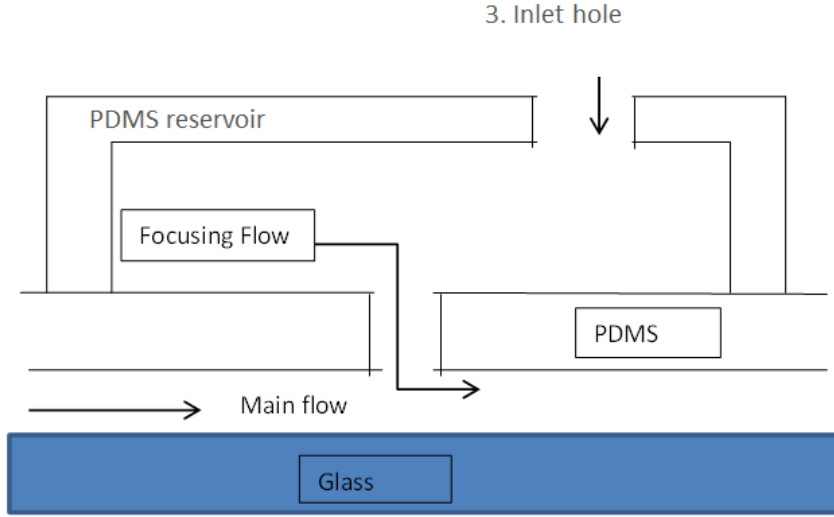 3. Inlet hole
PDMS reservoir
Focusing Flow
PDMS
Main flow
Glass